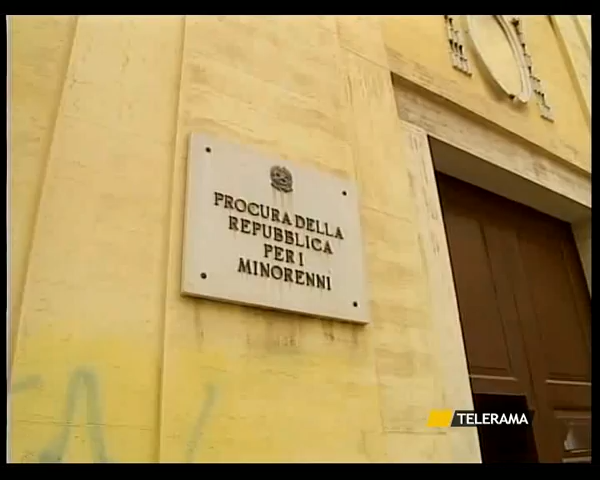 PROCURA DELLA
REPUBBLICA
PER I
MINORENNI
TELERAMA